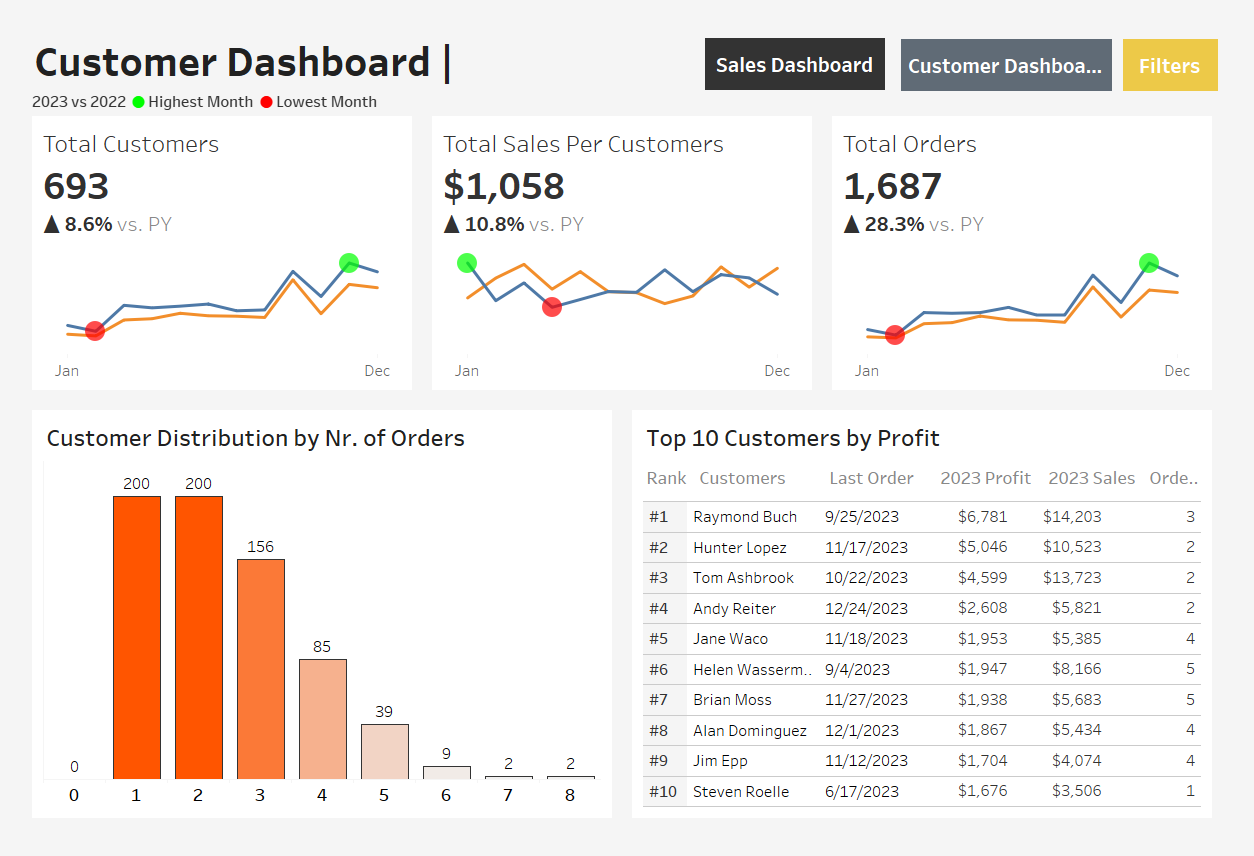 Customer Dashboard |
Sales Dashboard
Customer Dashboa...
Filters
2023 vs 2022 Highest Month Lowest Month
Total Customers
693
▲ 8.6% vs. PY
Jan Dec
Total Sales Per Customers
$1,058
▲ 10.8% vs. PY
Jan Dec
Total Orders
1,687
▲ 28.3% vs. PY
Jan Dec
Customer Distribution by Nr. of Orders
0 200 200 156 85 39 9 2 2
0 1 2 3 4 5 6 7 8
Top 10 Customers by Profit
Rank Customers Last Order 2023 Profit 2023 Sales Orde..
#1 Raymond Buch 9/25/2023 $6,781 $14,203 3
#2 Hunter Lopez 11/17/2023 $5,046 $10,523 2
#3 Tom Ashbrook 10/22/2023 $4,599 $13,723 2
#4 Andy Reiter 12/24/2023 $2,608 $5,821 2
#5 Jane Waco 11/18/2023 $1,953 $5,385 4
#6 Helen Wasserm.. 9/4/2023 $1,947 $8,166 5
#7 Brian Moss 11/27/2023 $1,938 $5,683 5
#8 Alan Dominguez 12/1/2023 $1,867 $5,434 4
#9 Jim Epp 11/12/2023 $1,704 $4,074 4
#10 Steven Roelle 6/17/2023 $1,676 $3,506 1